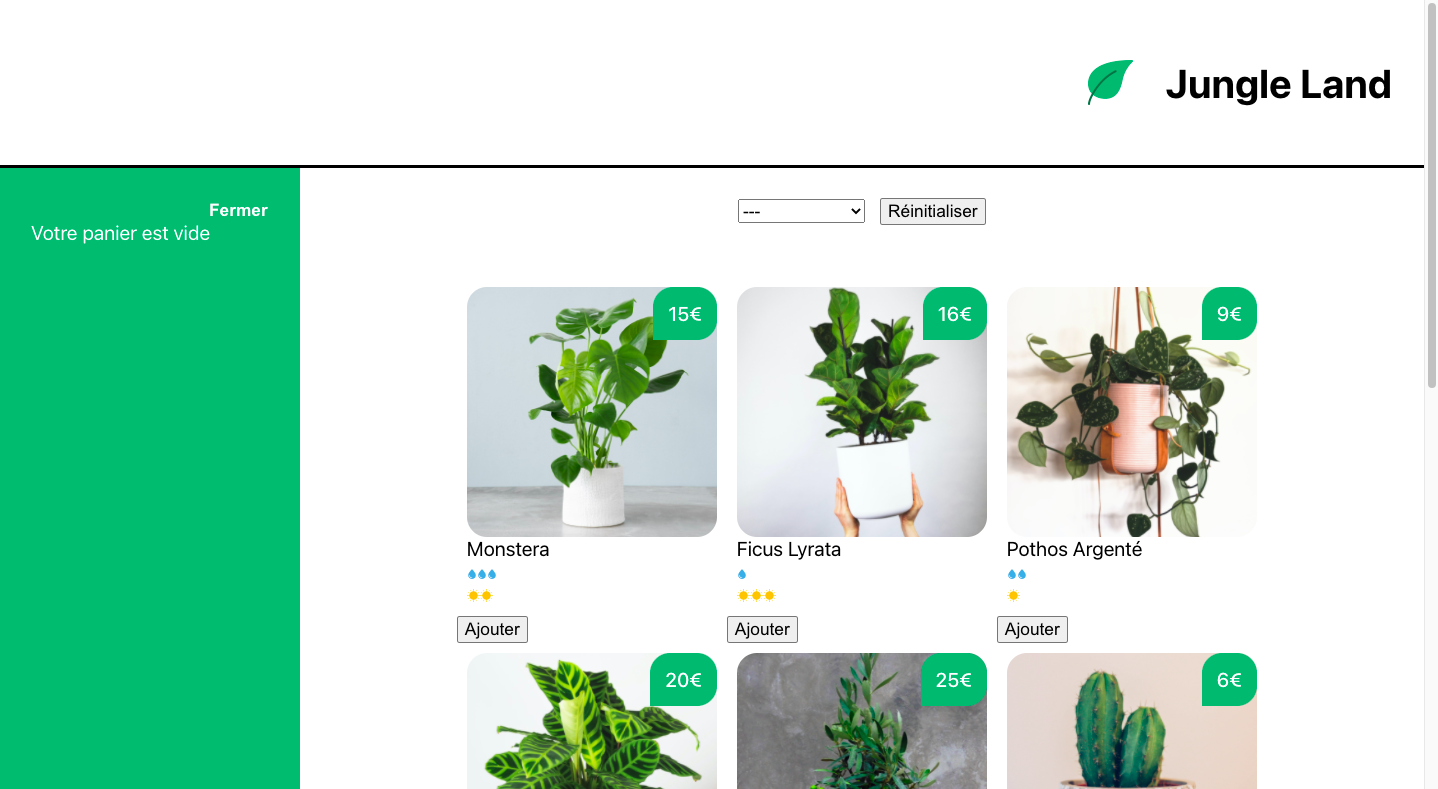 Jungle Land
Fermer
Votre panier est vide
--- Réinitialiser
15€ 16€ 9€
Monstera Ficus Lyrata Pothos Argenté
Ajouter Ajouter Ajouter
20€ 25€ 6€